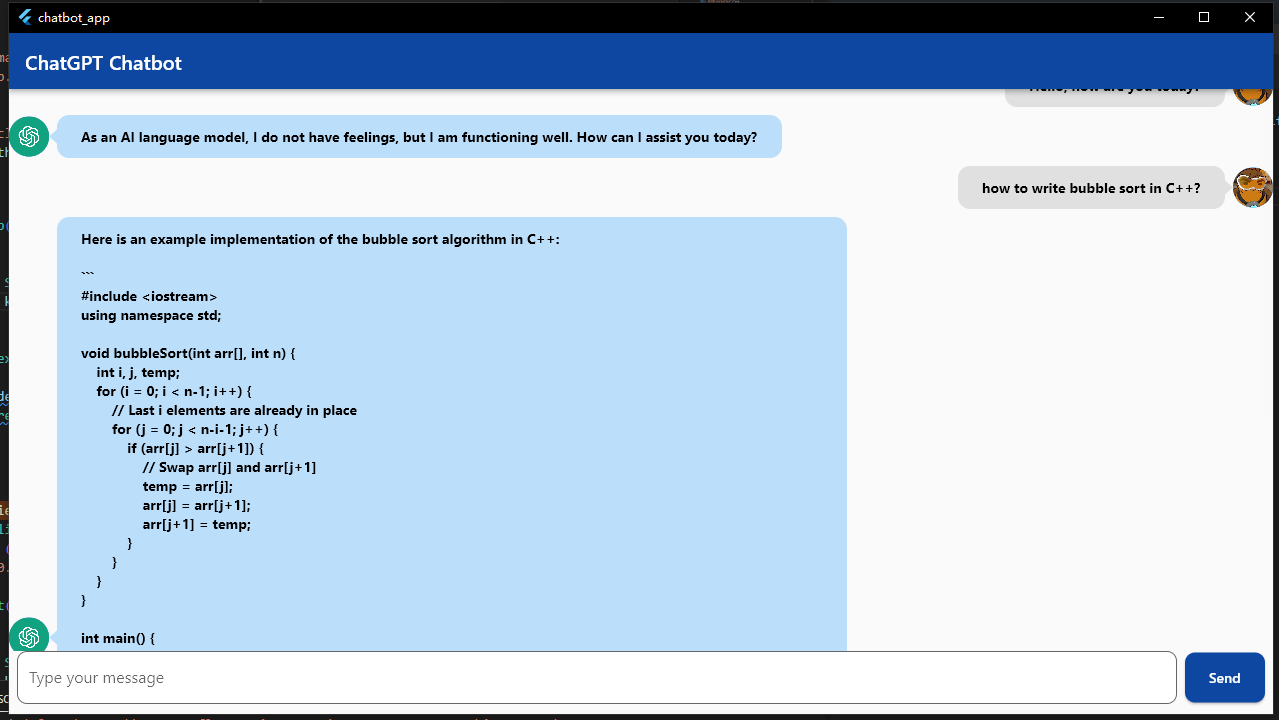 chatbot_app
ChatGPT Chatbot
Hello, how are you today?
As an AI language model, I do not have feelings, but I am functioning well. How can I assist you today?
how to write bubble sort in C++?
Here is an example implementation of the bubble sort algorithm in C++:
```
#include <iostream>
using namespace std;
void bubbleSort(int arr[], int n) {
int i, j, temp;
for (i = 0; i < n-1; i++) {
// Last i elements are already in place
for (j = 0; j < n-i-1; j++) {
if (arr[j] > arr[j+1]) {
// Swap arr[j] and arr[j+1]
temp = arr[j];
arr[j] = arr[j+1];
arr[j+1] = temp;
}
}
}
}
int main() {
Type your message
Send